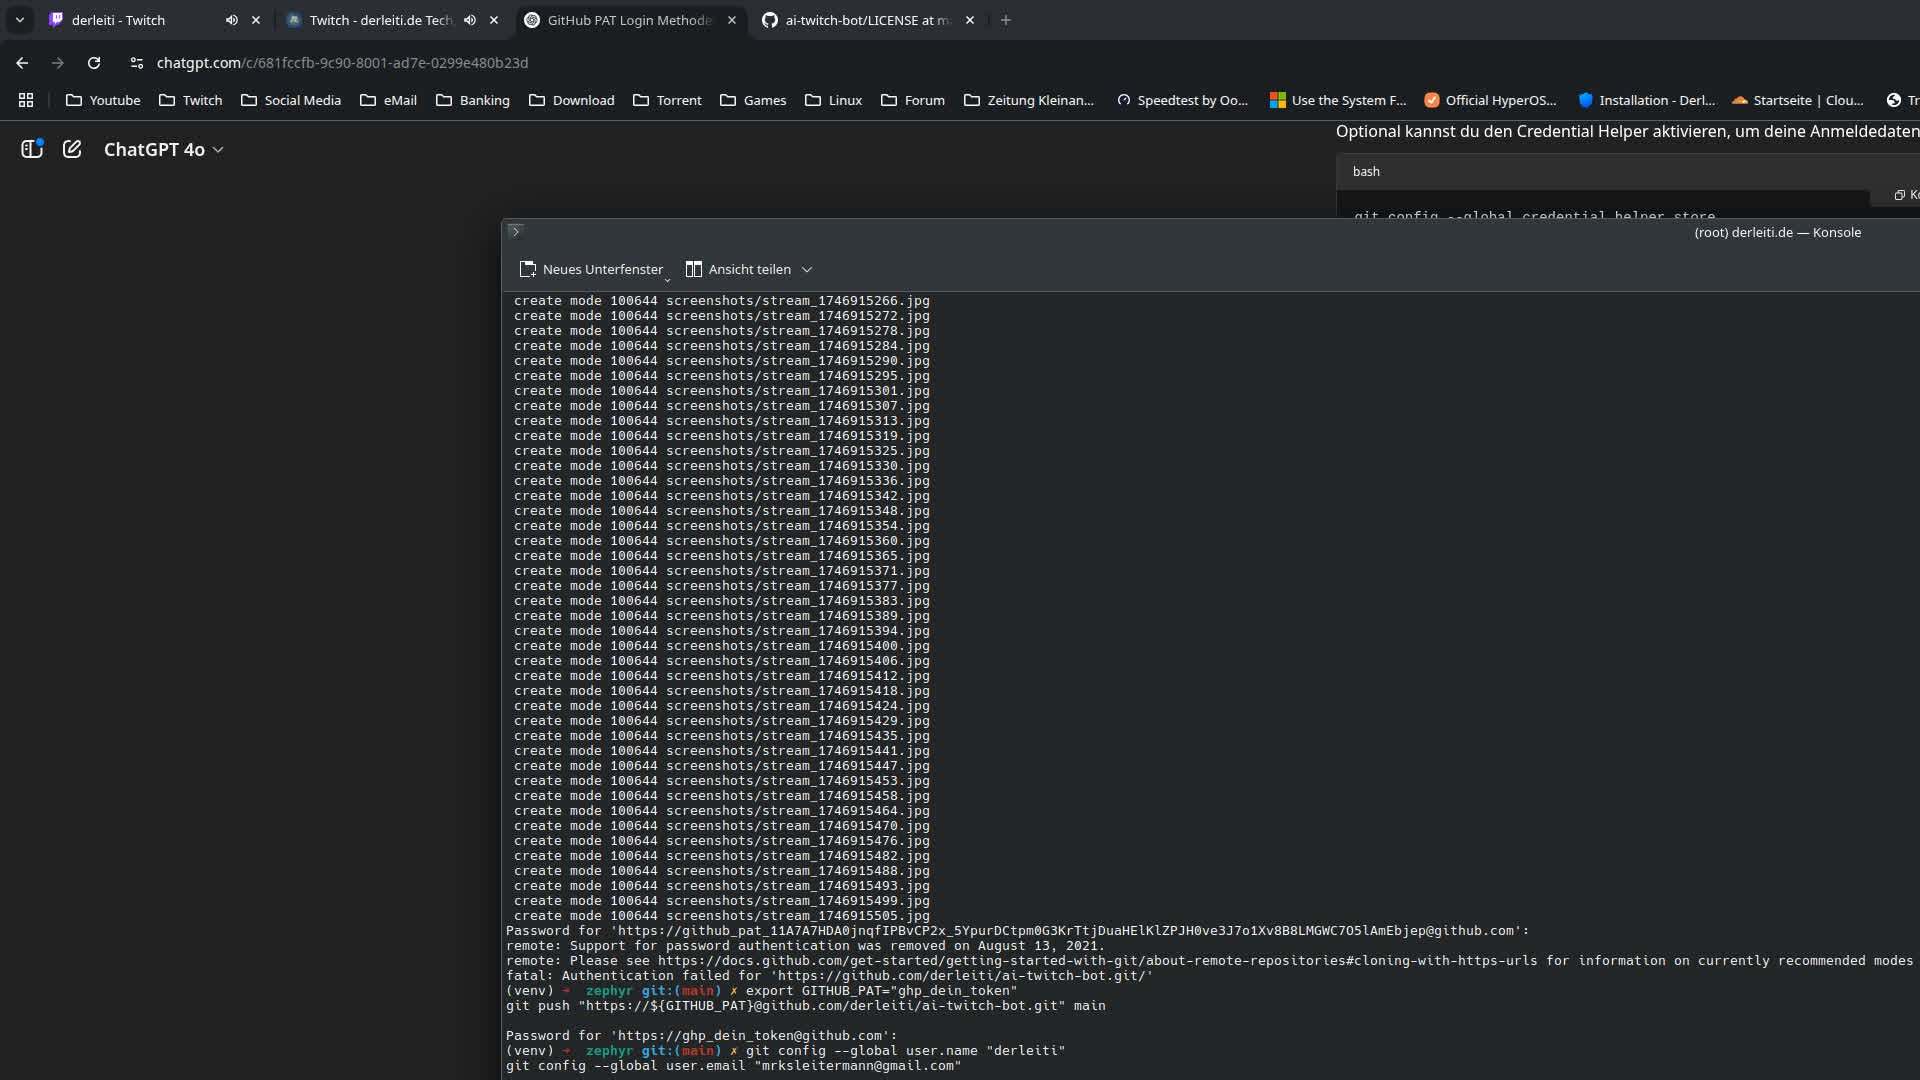 derleiti - Twitch
Twitch - derleiti.de Tech
GitHub PAT Login Methode
ai-twitch-bot/LICENSE at m
chatgpt.com/c/681fccfb-9c90-8001-ad7e-0299e480b23d
Youtube
Twitch
Social Media
eMail
Banking
Download
Torrent
Games
Linux
Forum
Zeitung Kleinan...
Speedtest by Oo...
Use the System F...
Official HyperOS...
Installation - Derl...
Startseite | Clou...
Tr
ChatGPT 4o
Optional kannst du den Credential Helper aktivieren, um deine Anmeldedaten
bash
Ko
git config --global credential.helper store
(root) derleiti.de — Konsole
Neues Unterfenster
Ansicht teilen
create mode 100644 screenshots/stream_1746915266.jpg
create mode 100644 screenshots/stream_1746915272.jpg
create mode 100644 screenshots/stream_1746915278.jpg
create mode 100644 screenshots/stream_1746915284.jpg
create mode 100644 screenshots/stream_1746915290.jpg
create mode 100644 screenshots/stream_1746915295.jpg
create mode 100644 screenshots/stream_1746915301.jpg
create mode 100644 screenshots/stream_1746915307.jpg
create mode 100644 screenshots/stream_1746915313.jpg
create mode 100644 screenshots/stream_1746915319.jpg
create mode 100644 screenshots/stream_1746915325.jpg
create mode 100644 screenshots/stream_1746915330.jpg
create mode 100644 screenshots/stream_1746915336.jpg
create mode 100644 screenshots/stream_1746915342.jpg
create mode 100644 screenshots/stream_1746915348.jpg
create mode 100644 screenshots/stream_1746915354.jpg
create mode 100644 screenshots/stream_1746915360.jpg
create mode 100644 screenshots/stream_1746915365.jpg
create mode 100644 screenshots/stream_1746915371.jpg
create mode 100644 screenshots/stream_1746915377.jpg
create mode 100644 screenshots/stream_1746915383.jpg
create mode 100644 screenshots/stream_1746915389.jpg
create mode 100644 screenshots/stream_1746915394.jpg
create mode 100644 screenshots/stream_1746915400.jpg
create mode 100644 screenshots/stream_1746915406.jpg
create mode 100644 screenshots/stream_1746915412.jpg
create mode 100644 screenshots/stream_1746915418.jpg
create mode 100644 screenshots/stream_1746915424.jpg
create mode 100644 screenshots/stream_1746915429.jpg
create mode 100644 screenshots/stream_1746915435.jpg
create mode 100644 screenshots/stream_1746915441.jpg
create mode 100644 screenshots/stream_1746915447.jpg
create mode 100644 screenshots/stream_1746915453.jpg
create mode 100644 screenshots/stream_1746915458.jpg
create mode 100644 screenshots/stream_1746915464.jpg
create mode 100644 screenshots/stream_1746915470.jpg
create mode 100644 screenshots/stream_1746915476.jpg
create mode 100644 screenshots/stream_1746915482.jpg
create mode 100644 screenshots/stream_1746915488.jpg
create mode 100644 screenshots/stream_1746915493.jpg
create mode 100644 screenshots/stream_1746915499.jpg
create mode 100644 screenshots/stream_1746915505.jpg
Password for 'https://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@github.com':
remote: Support for password authentication was removed on August 13, 2021.
remote: Please see https://docs.github.com/get-started/getting-started-with-git/about-remote-repositories#cloning-with-https-urls for information on currently recommended modes
fatal: Authentication failed for 'https://github.com/derleiti/ai-twitch-bot.git/'
(venv) ➜  zephyr git:(main) ✗ export GITHUB_PAT="ghp_dein_token"
git push "https://${GITHUB_PAT}@github.com/derleiti/ai-twitch-bot.git" main
Password for 'https://ghp_dein_token@github.com':
(venv) ➜  zephyr git:(main) ✗ git config --global user.name "derleiti"
git config --global user.email "mrksleitermann@gmail.com"